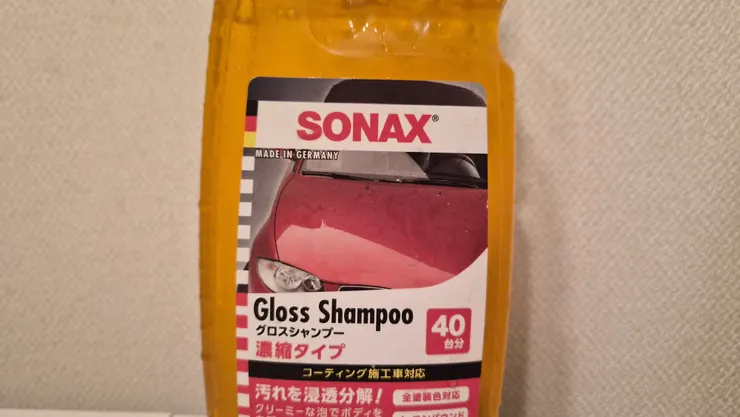 SONAX®
MADE IN GERMANY
Gloss Shampoo
グロスシャンプー
濃縮タイプ
40
台分
コーティング施工車対応
汚れを浸透分解!
全塗装色対応
クリーミーな泡でボディを